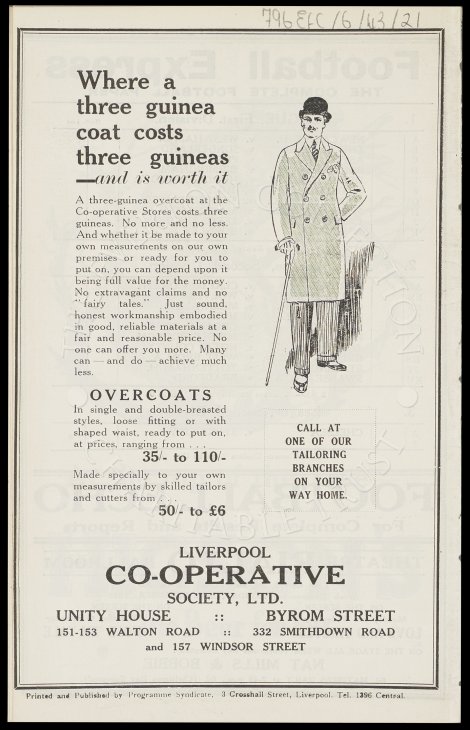 796 EFC/6/43/21
Where a
three guinea
coat costs
three guineas
—and is worth it
A three-guinea overcoat at the
Co-operative Stores costs three
guineas. No more and no less.
And whether it be made to your
own measurements on our own
premises or ready for you to
put on, you can depend upon it
being full value for the money.
No extravagant claims and no
"fairy tales." Just sound,
honest workmanship embodied
in good, reliable materials at a
fair and reasonable price. No
one can offer you more. Many
can — and do — achieve much
less.
OVERCOATS
In single and double-breasted
styles, loose fitting or with
shaped waist, ready to put on,
at prices, ranging from . . .
35/- to 110/-
Made specially to your own
measurements by skilled tailors
and cutters from . . .
50/- to £6
CALL AT
ONE OF OUR
TAILORING
BRANCHES
ON YOUR
WAY HOME.
LIVERPOOL
CO-OPERATIVE
SOCIETY, LTD.
UNITY HOUSE :: BYROM STREET
151-153 WALTON ROAD :: 332 SMITHDOWN ROAD
and 157 WINDSOR STREET
Printed and Published by Programme Syndicate, 3 Crosshall Street, Liverpool. Tel. 1396 Central.